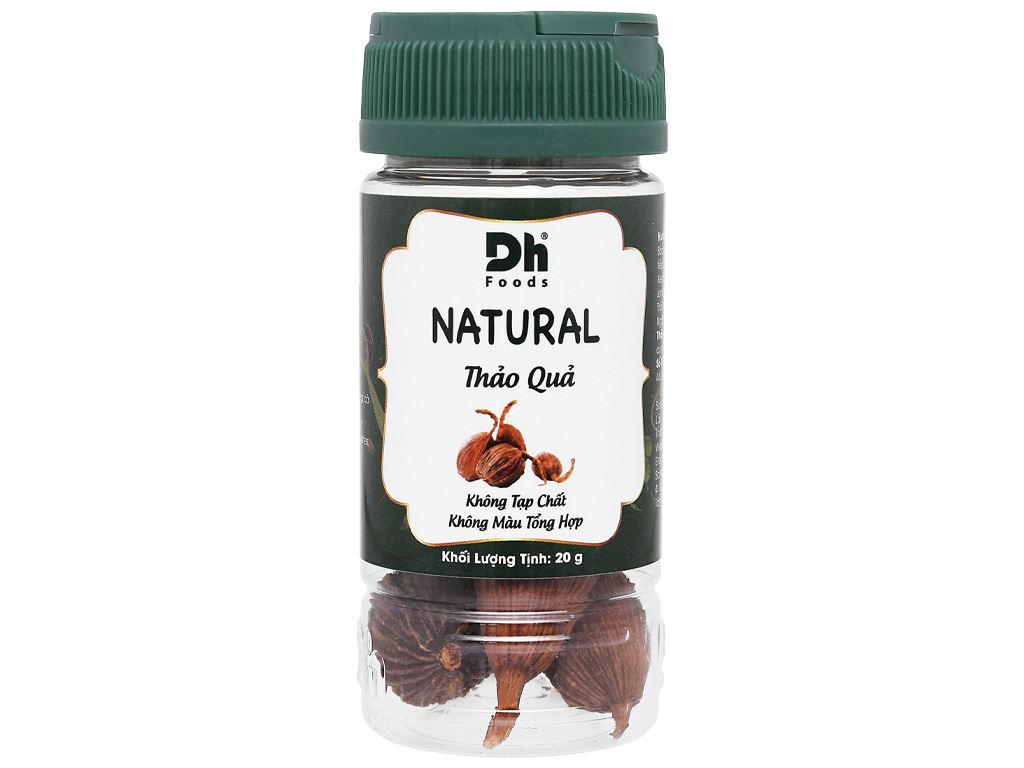 Dh®
Foods
NATURAL
Thảo Quả
Không Tạp Chất
Không Màu Tổng Hợp
Khối Lượng Tịnh: 20 g